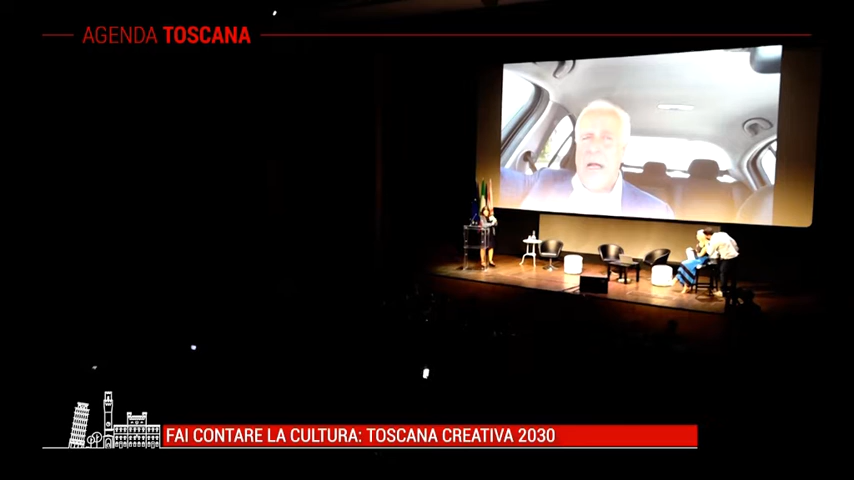 AGENDA TOSCANA
FAI CONTARE LA CULTURA: TOSCANA CREATIVA 2030